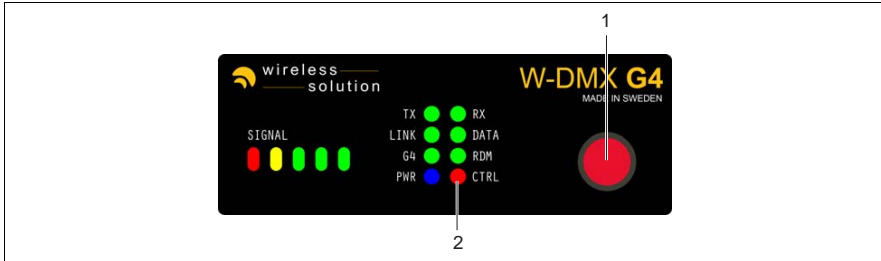 1
wireless
solution
W-DMX G4
MADE IN SWEDEN
TX RX
SIGNAL
LINK DATA
G4 RDM
PWR CTRL
2